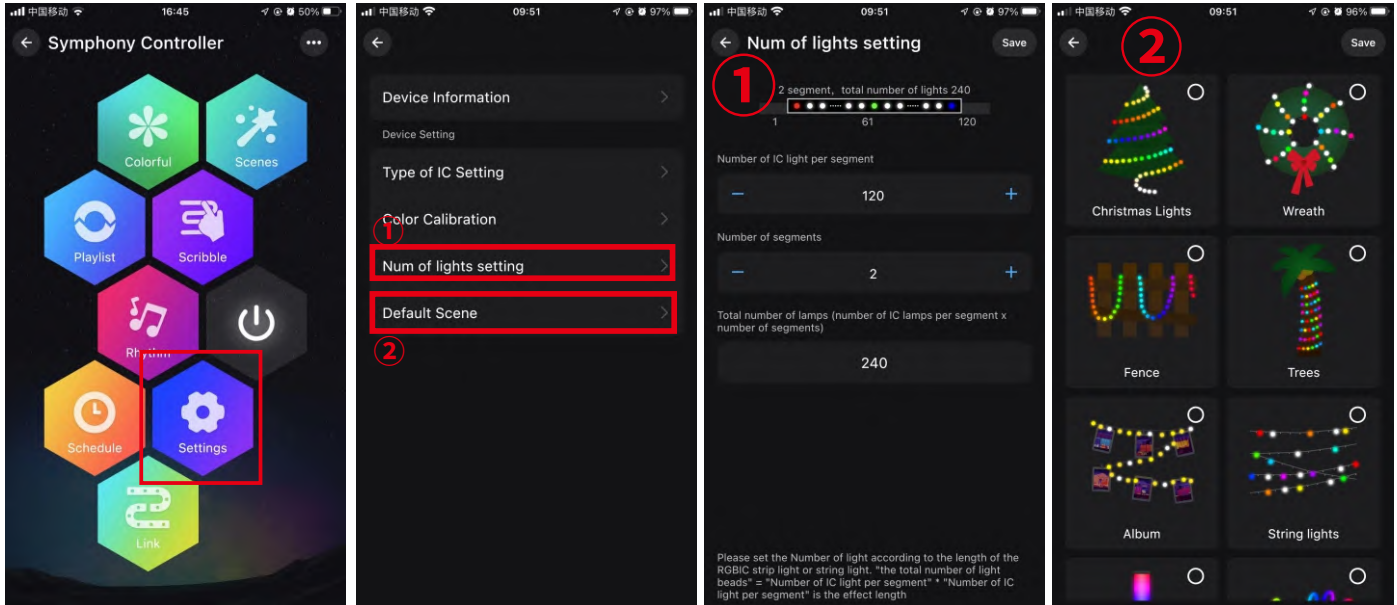 中国移动 16:45 50%
Symphony Controller
Colorful
Scenes
Playlist
Scribble
Rhythm
Schedule
Settings
Link
中国移动 09:51 97%
Device Information
Device Setting
Type of IC Setting
Color Calibration
①
Num of lights setting
Default Scene
②
中国移动 09:51 97%
Num of lights setting
Save
①
2 segment, total number of lights 240
1 61 120
Number of IC light per segment
− 120 +
Number of segments
− 2 +
Total number of lamps (number of IC lamps per segment x
number of segments)
240
Please set the Number of light according to the length of the
RGBIC strip light or string light. "the total number of light
beads" = "Number of IC light per segment" * "Number of IC
light per segment" is the effect length
中国移动 09:51 96%
②
Save
Christmas Lights
Wreath
Fence
Trees
Album
String lights